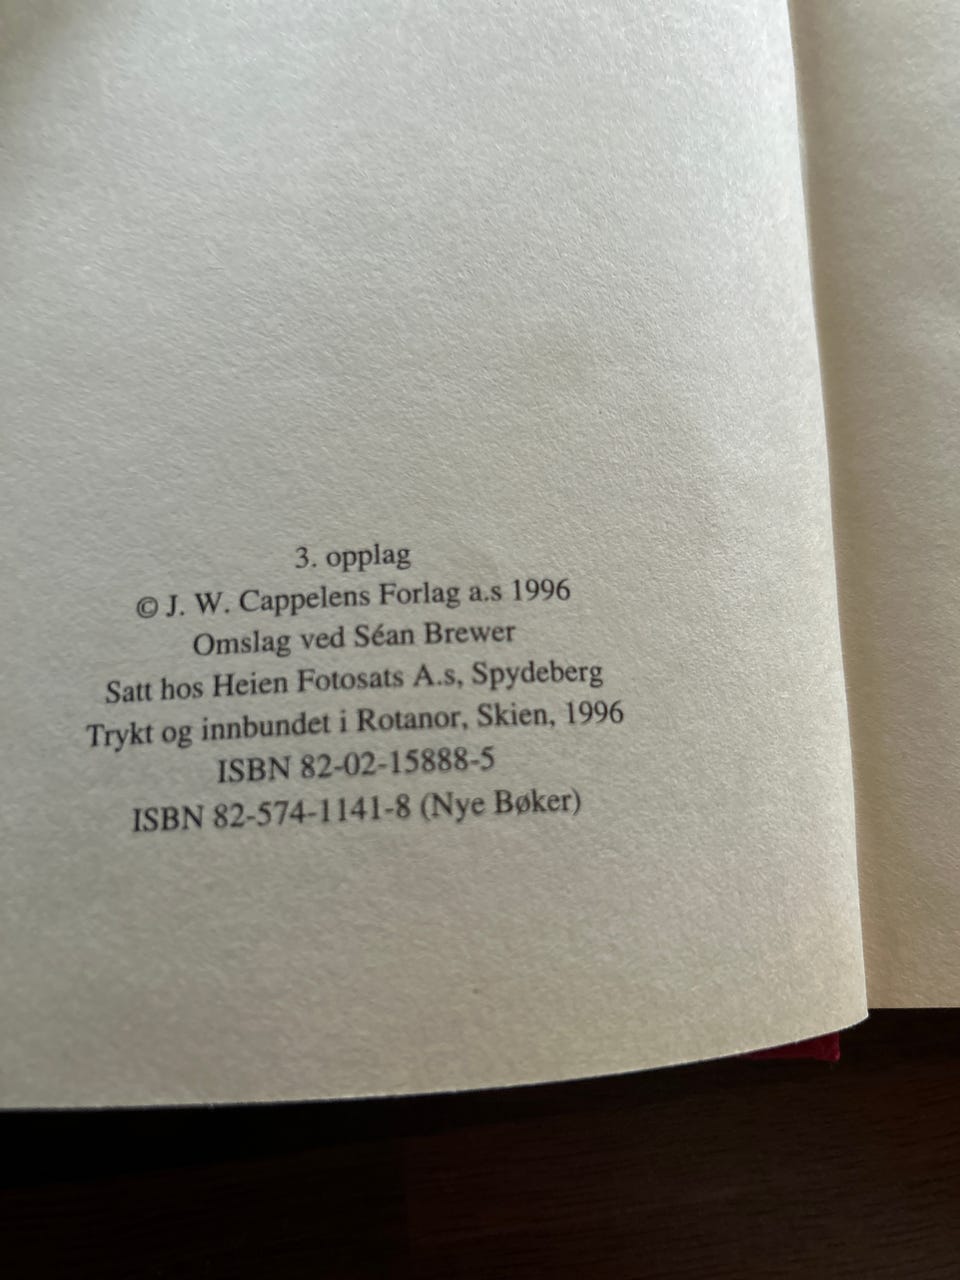 3. opplag
© J. W. Cappelens Forlag a.s 1996
Omslag ved Séan Brewer
Satt hos Heien Fotosats A.s, Spydeberg
Trykt og innbundet i Rotanor, Skien, 1996
ISBN 82-02-15888-5
ISBN 82-574-1141-8 (Nye Bøker)